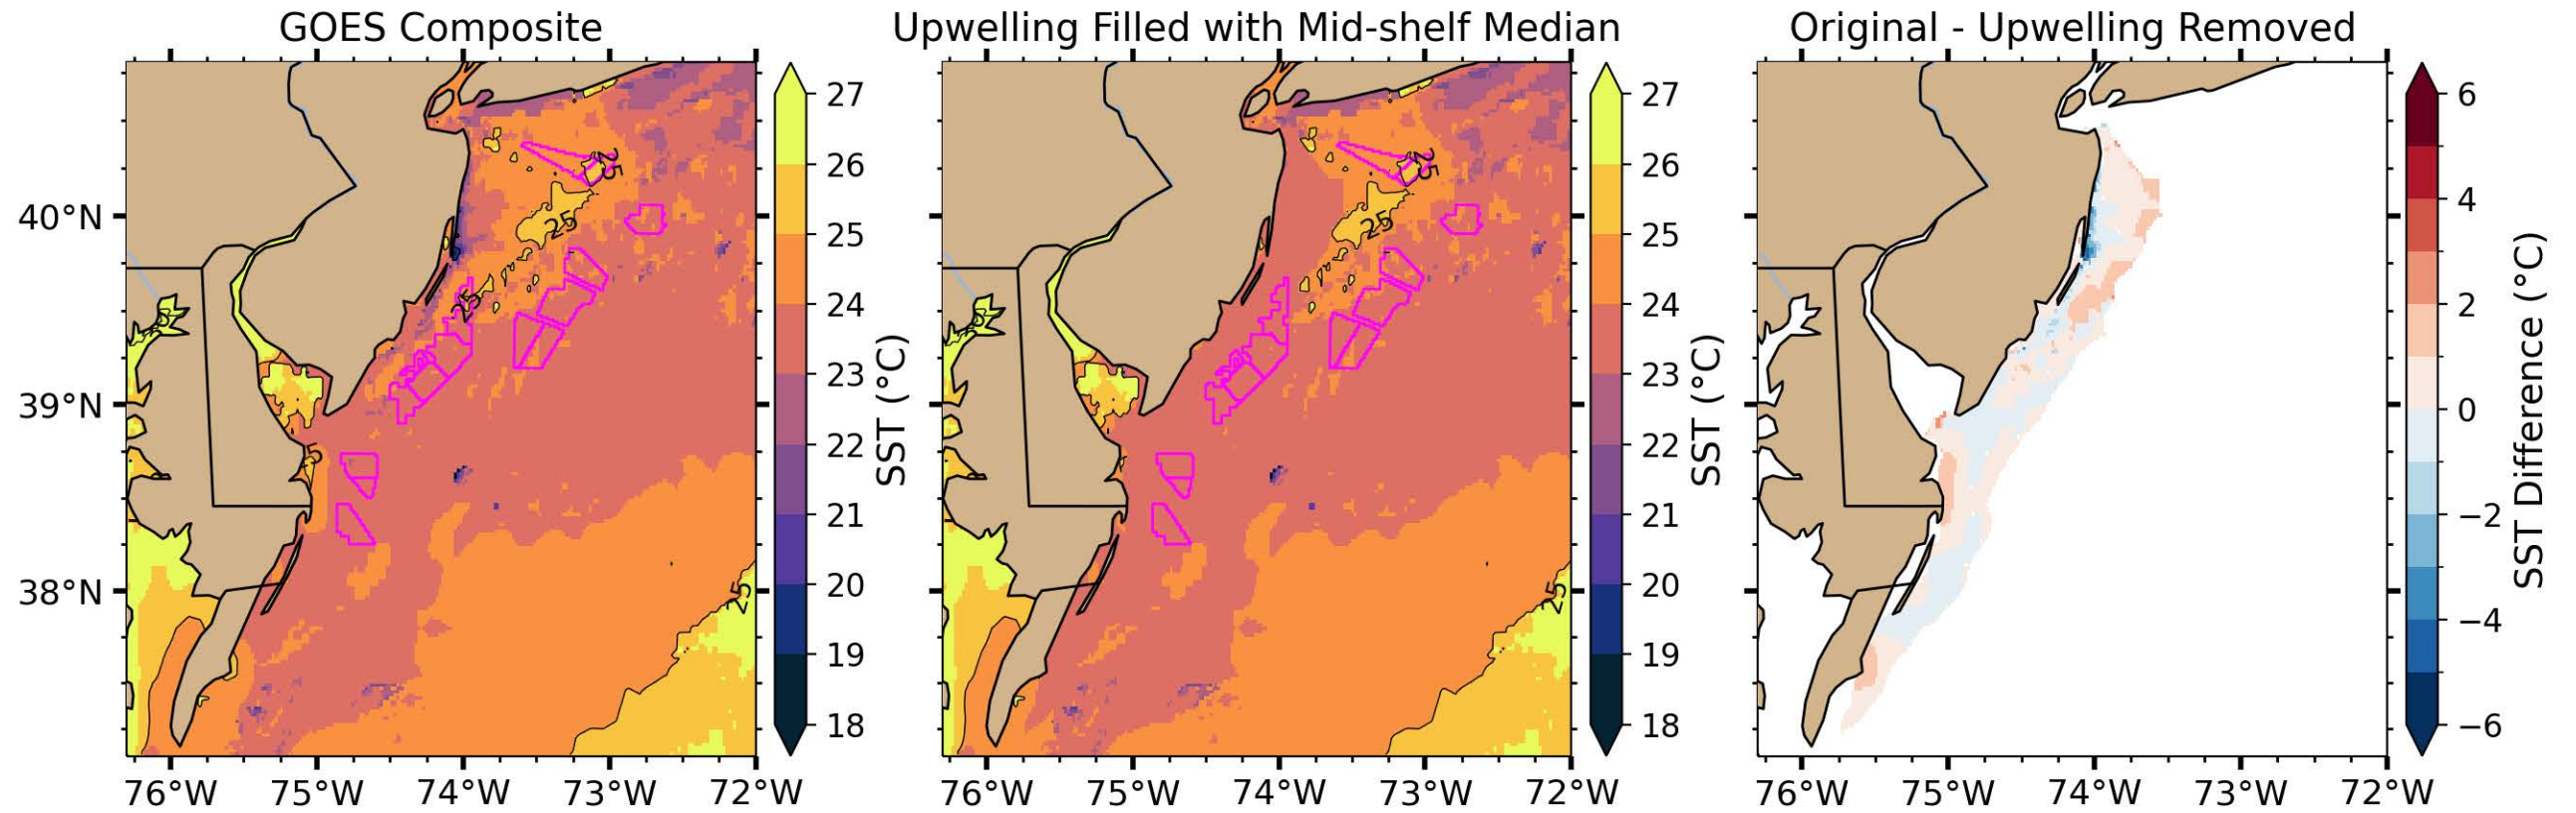 GOES Composite
Upwelling Filled with Mid-shelf Median
Original - Upwelling Removed
40°N
39°N
38°N
76°W 75°W 74°W 73°W 72°W
25
25
25
25
27
26
25
24
23
22
21
20
19
18
SST (°C)
76°W 75°W 74°W 73°W 72°W
25
25
25
27
26
25
24
23
22
21
20
19
18
SST (°C)
76°W 75°W 74°W 73°W 72°W
6
4
2
0
−2
−4
−6
SST Difference (°C)